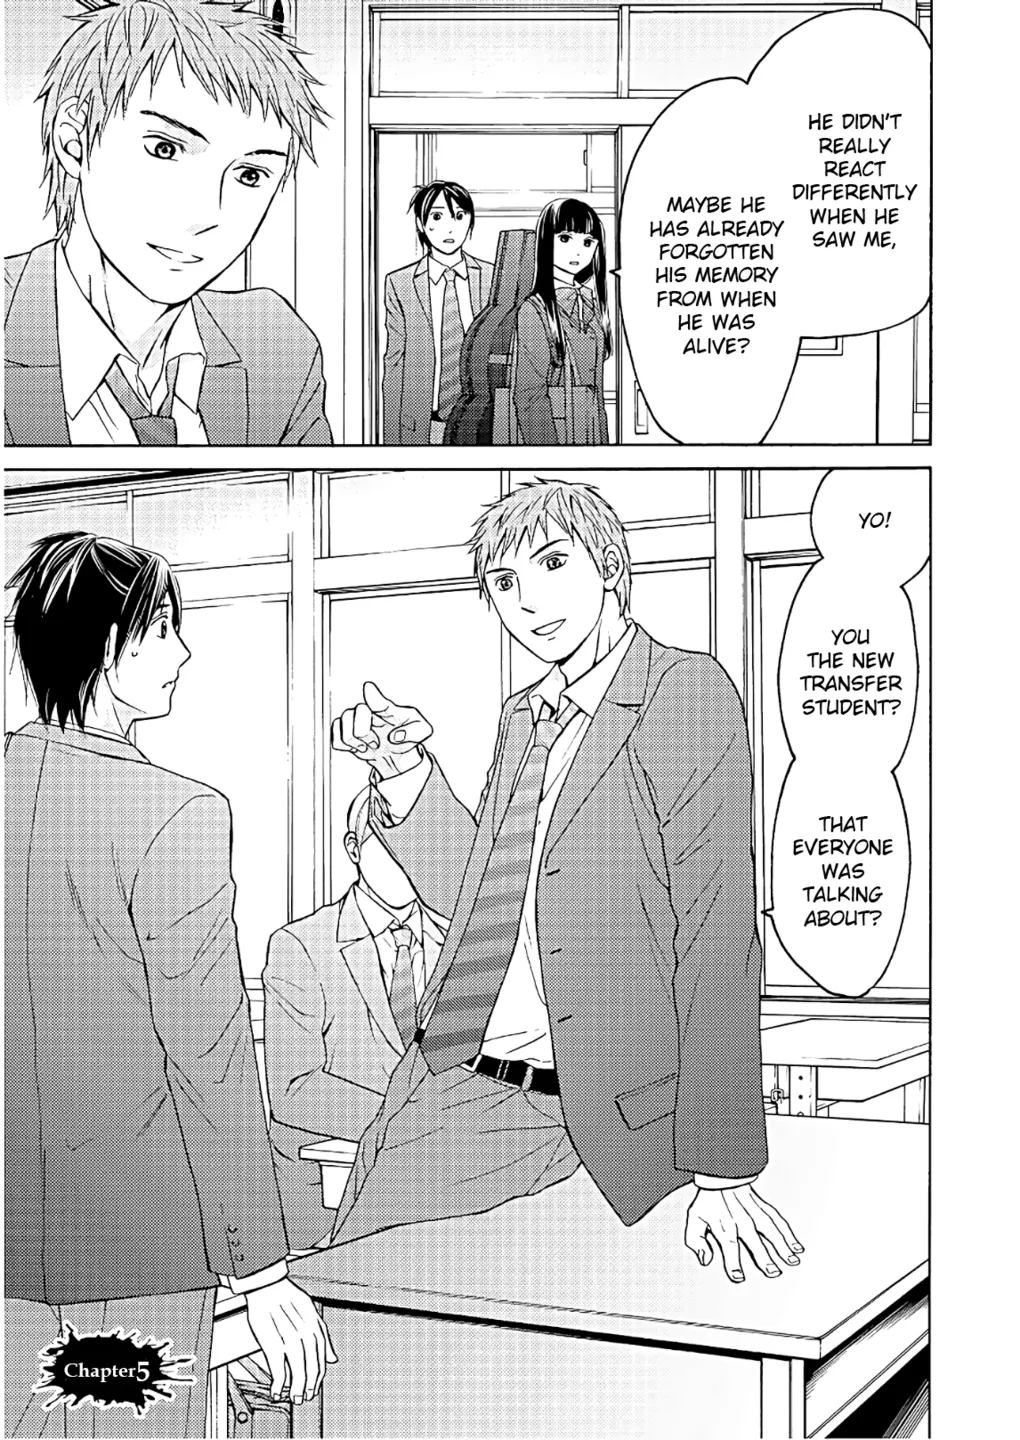 HE DIDN'T
REALLY
REACT
DIFFERENTLY
WHEN HE
SAW ME,
MAYBE HE
HAS ALREADY
FORGOTTEN
HIS MEMORY
FROM WHEN
HE WAS
ALIVE?
YO!
YOU
THE NEW
TRANSFER
STUDENT?
THAT
EVERYONE
WAS
TALKING
ABOUT?
Chapter5